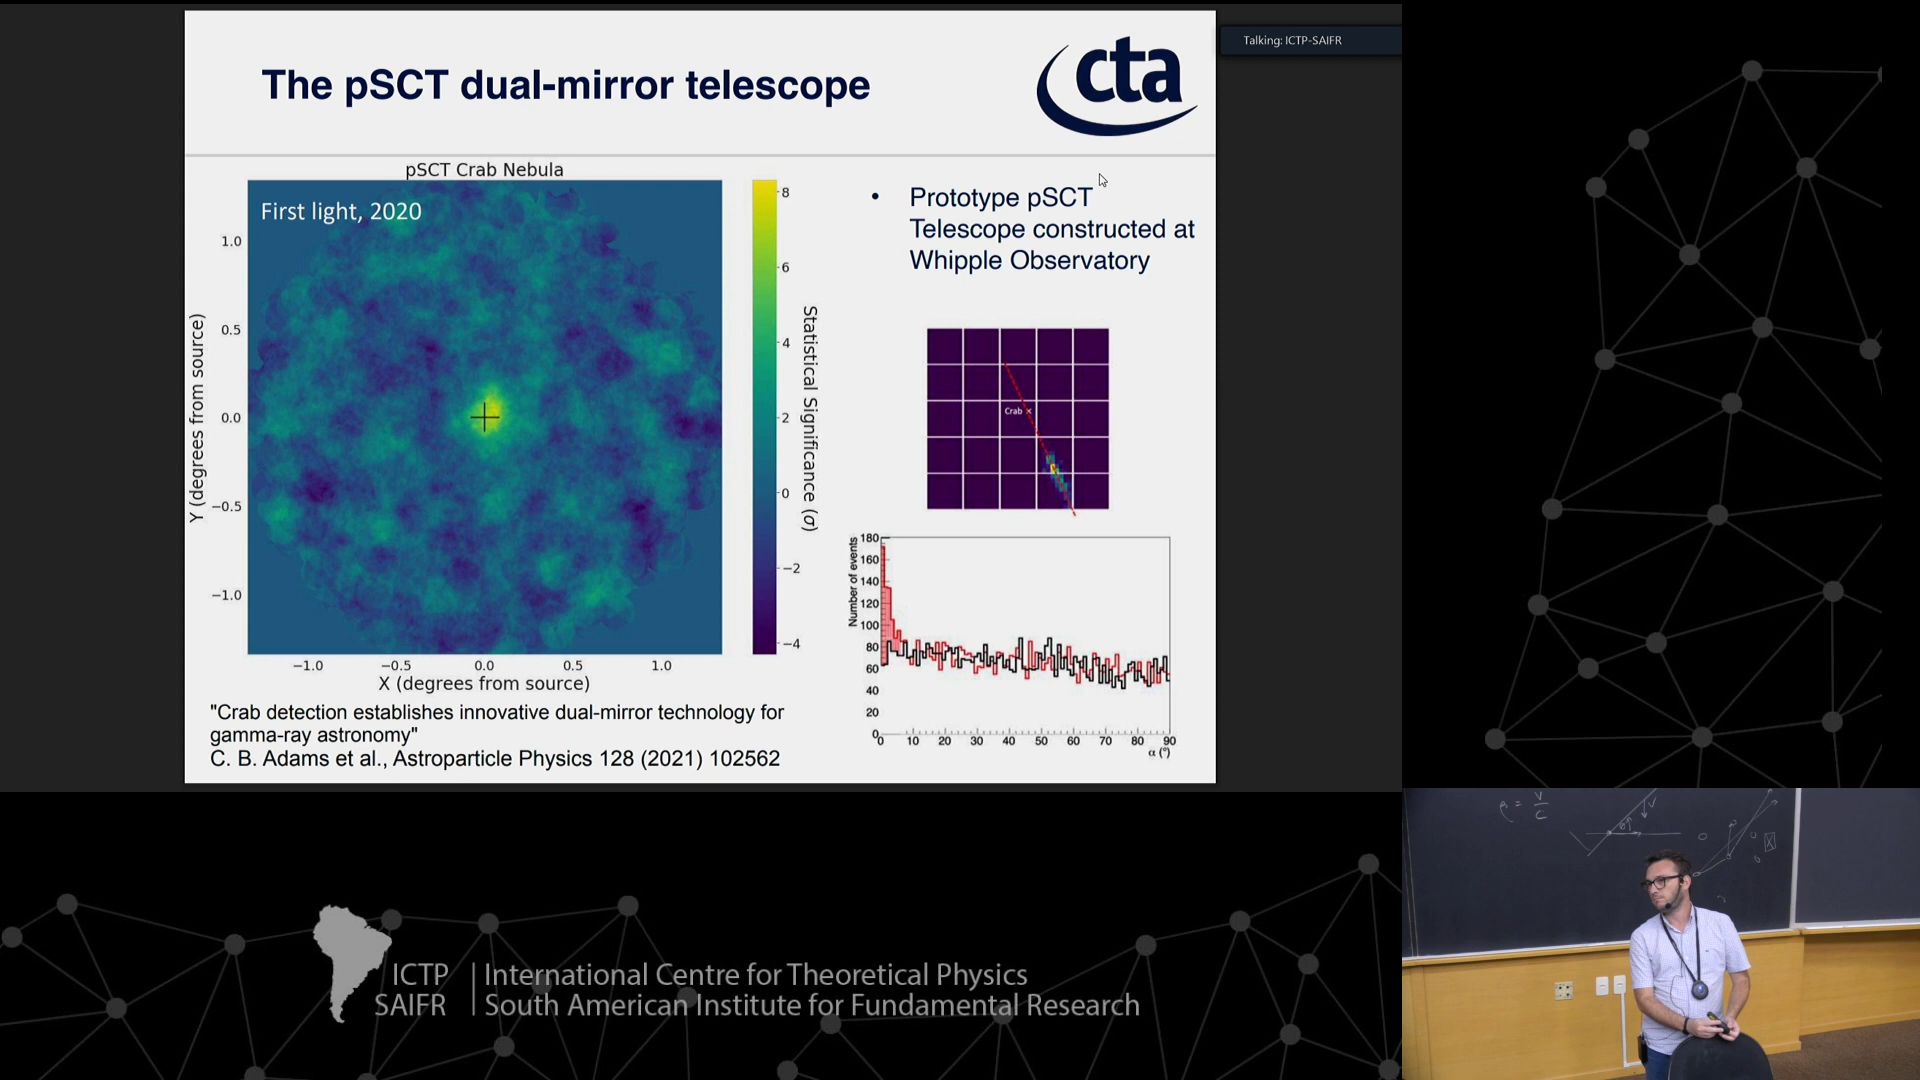 The pSCT dual-mirror telescope
cta
Talking: ICTP-SAIFR
pSCT Crab Nebula
First light, 2020
1.0
0.5
0.0
−0.5
−1.0
Y (degrees from source)
−1.0 −0.5 0.0 0.5 1.0
X (degrees from source)
8
6
4
2
0
−2
−4
Statistical Significance (σ)
"Crab detection establishes innovative dual-mirror technology for
gamma-ray astronomy"
C. B. Adams et al., Astroparticle Physics 128 (2021) 102562
• Prototype pSCT
Telescope constructed at
Whipple Observatory
Crab ×
Number of events
180
160
140
120
100
80
60
40
20
0
0 10 20 30 40 50 60 70 80 90
α (°)
ICTP | International Centre for Theoretical Physics
SAIFR | South American Institute for Fundamental Research
= V
C